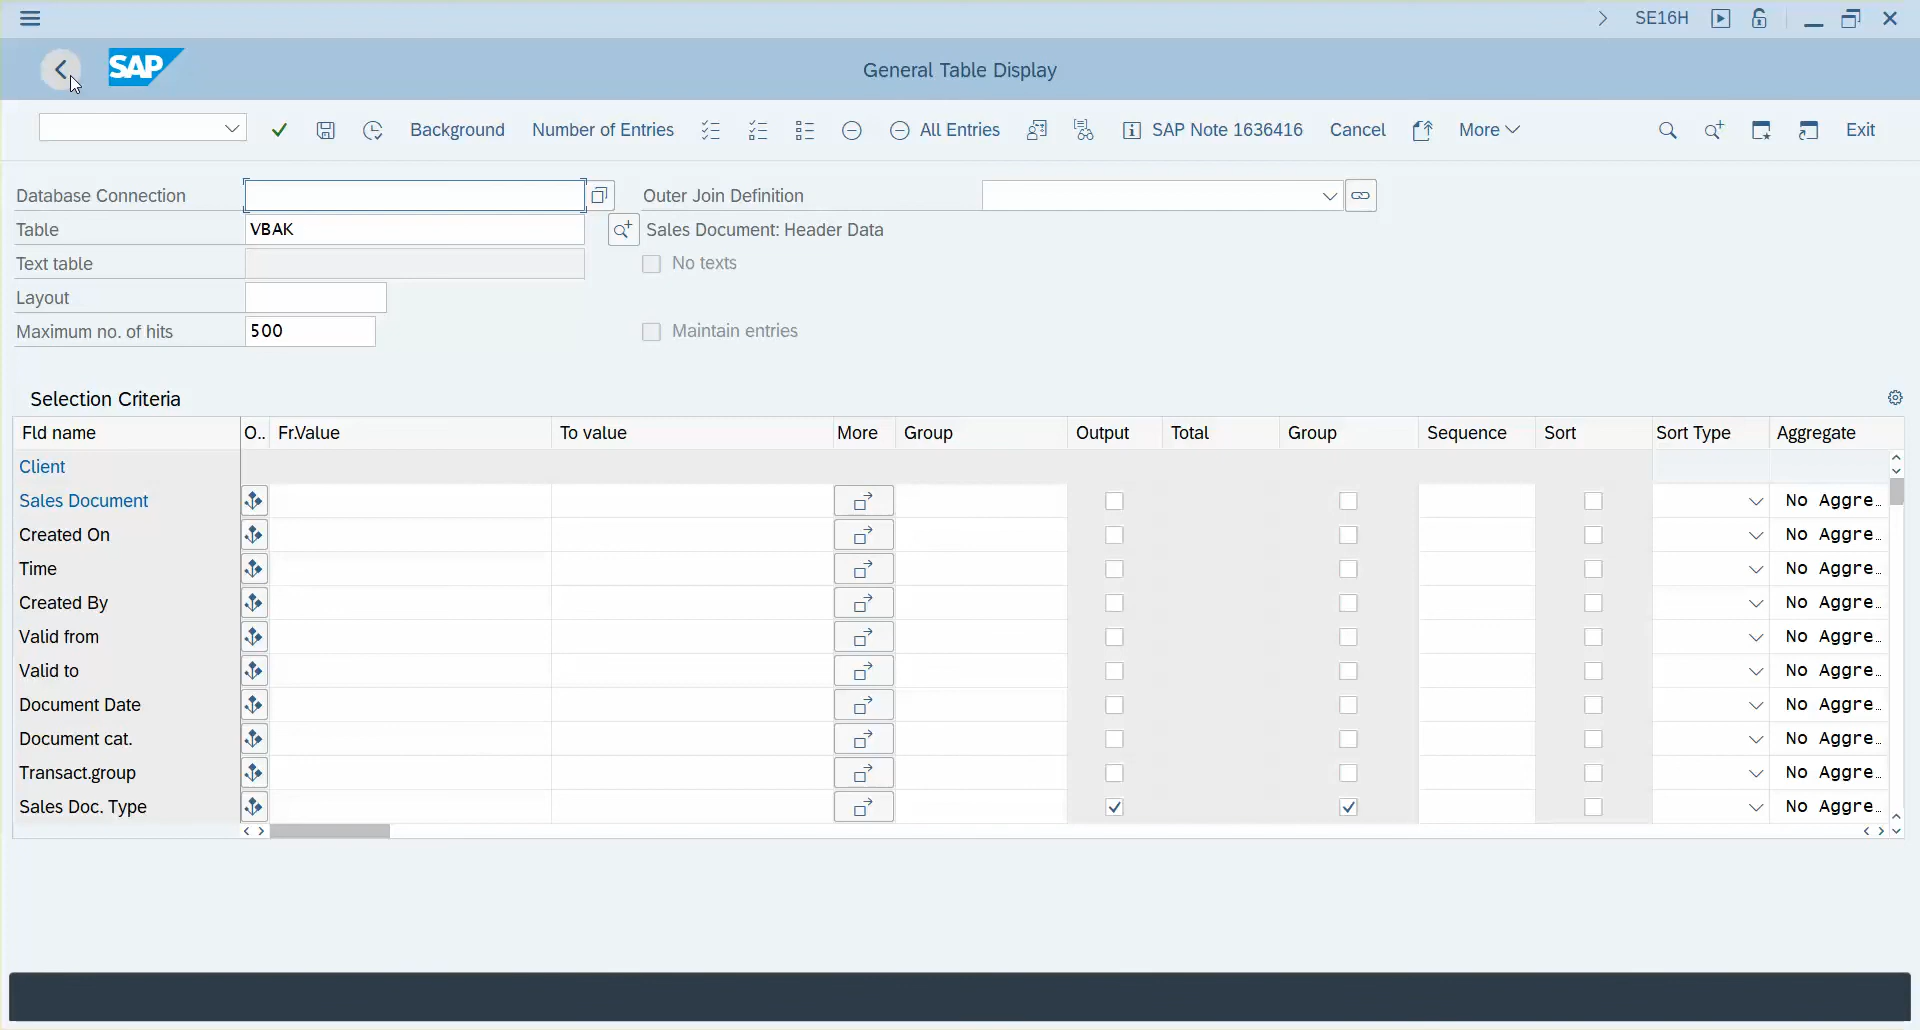 SE16H
SAP General Table Display
Background Number of Entries All Entries SAP Note 1636416 Cancel More Exit
Database Connection Outer Join Definition
Table VBAK Sales Document: Header Data
Text table No texts
Layout
Maximum no. of hits 500 Maintain entries
Selection Criteria
Fld name O.. Fr.Value To value More Group Output Total Group Sequence Sort Sort Type Aggregate
Client
Sales Document No Aggre…
Created On No Aggre…
Time No Aggre…
Created By No Aggre…
Valid from No Aggre…
Valid to No Aggre…
Document Date No Aggre…
Document cat. No Aggre…
Transact.group No Aggre…
Sales Doc. Type No Aggre…